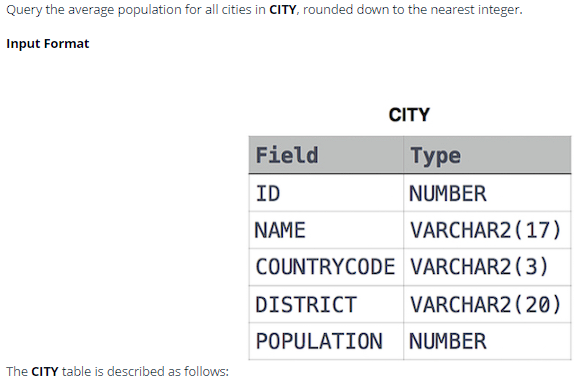 Query the average population for all cities in CITY, rounded down to the nearest integer.
Input Format
CITY
Field Type
ID NUMBER
NAME VARCHAR2(17)
COUNTRYCODE VARCHAR2(3)
DISTRICT VARCHAR2(20)
POPULATION NUMBER
The CITY table is described as follows: